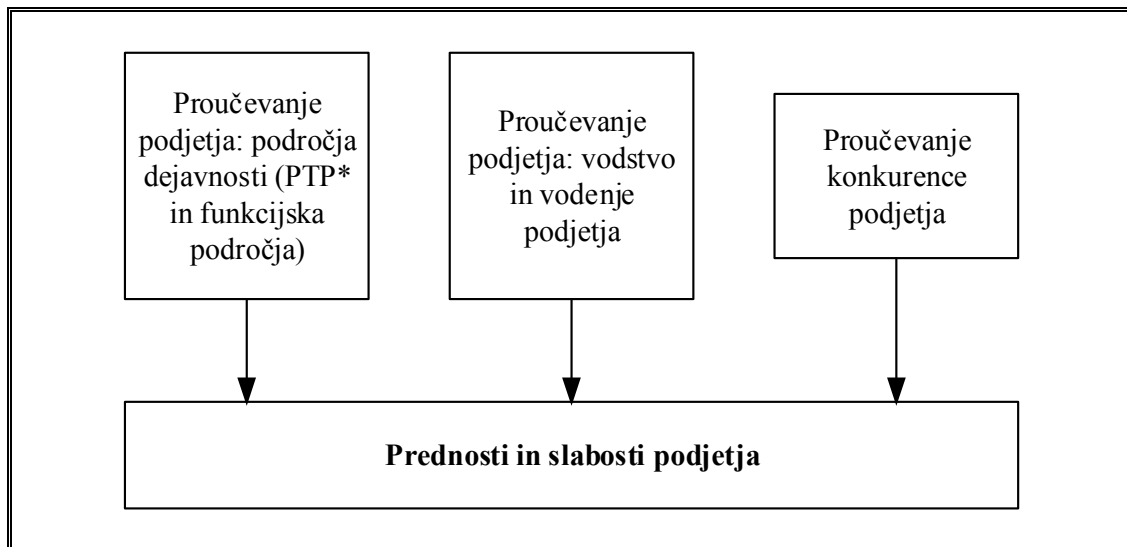 Proučevanje
podjetja: področja
dejavnosti (PTP*
in funkcijska
področja)
Proučevanje
podjetja: vodstvo
in vodenje
podjetja
Proučevanje
konkurence
podjetja
Prednosti in slabosti podjetja